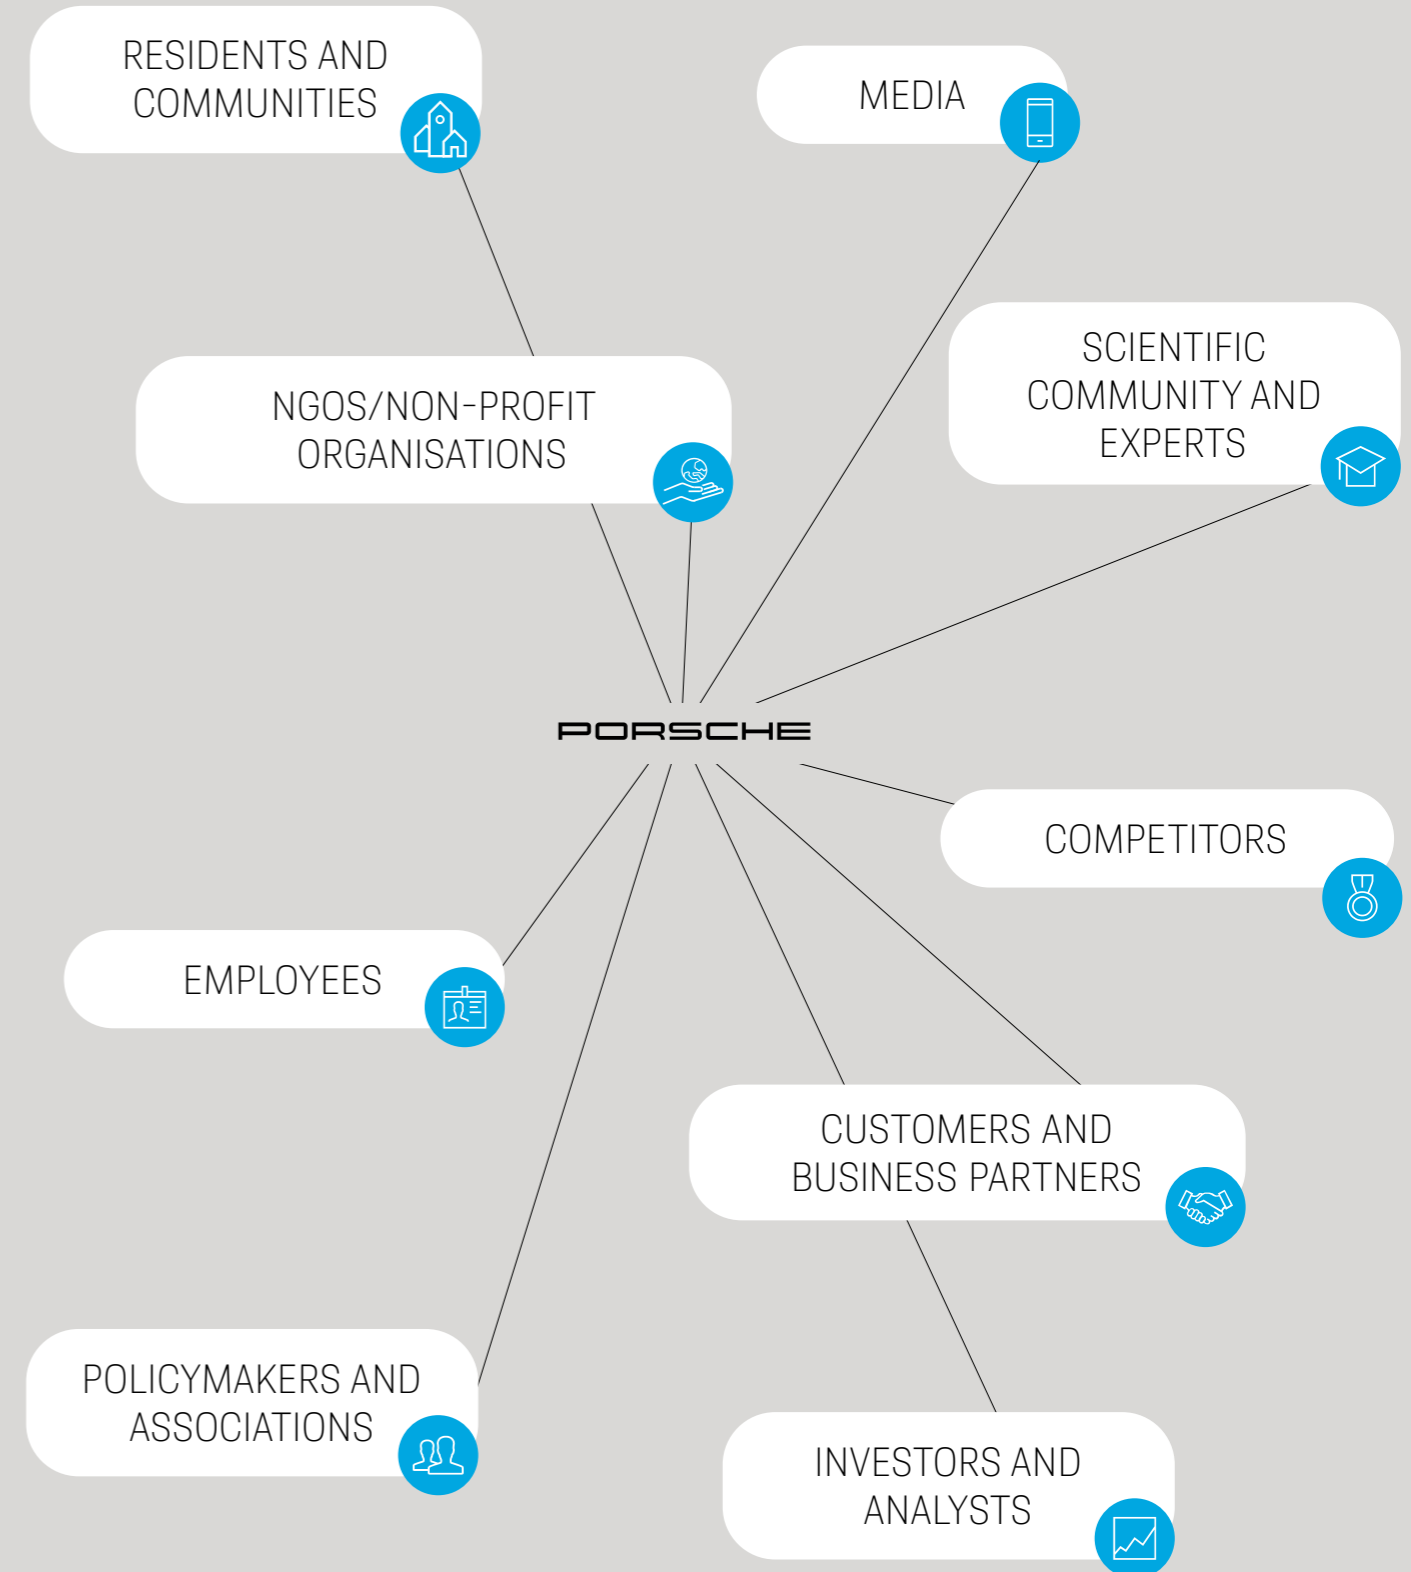 RESIDENTS AND
COMMUNITIES
MEDIA
SCIENTIFIC
COMMUNITY AND
EXPERTS
NGOS/NON-PROFIT
ORGANISATIONS
PORSCHE
COMPETITORS
EMPLOYEES
CUSTOMERS AND
BUSINESS PARTNERS
POLICYMAKERS AND
ASSOCIATIONS
INVESTORS AND
ANALYSTS